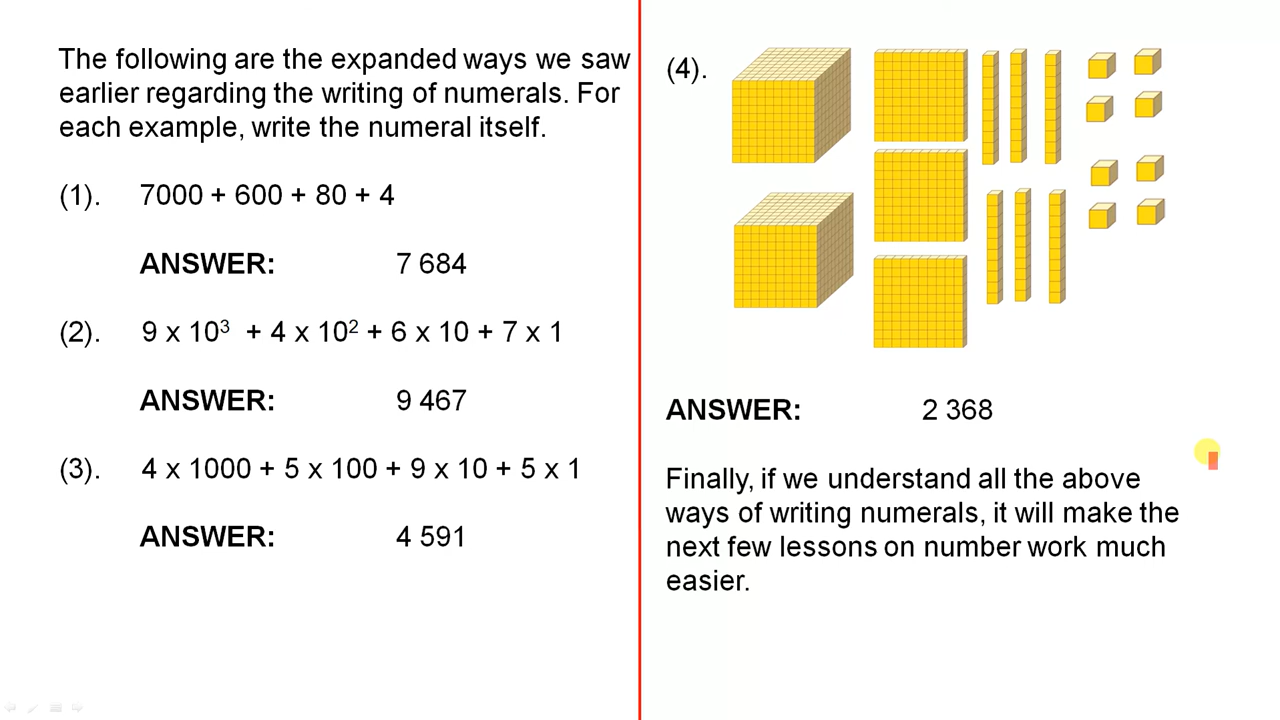 The following are the expanded ways we saw
earlier regarding the writing of numerals. For
each example, write the numeral itself.
(1). 7000 + 600 + 80 + 4
ANSWER: 7 684
(2). 9 x 10³ + 4 x 10² + 6 x 10 + 7 x 1
ANSWER: 9 467
(3). 4 x 1000 + 5 x 100 + 9 x 10 + 5 x 1
ANSWER: 4 591
(4).
ANSWER: 2 368
Finally, if we understand all the above
ways of writing numerals, it will make the
next few lessons on number work much
easier.